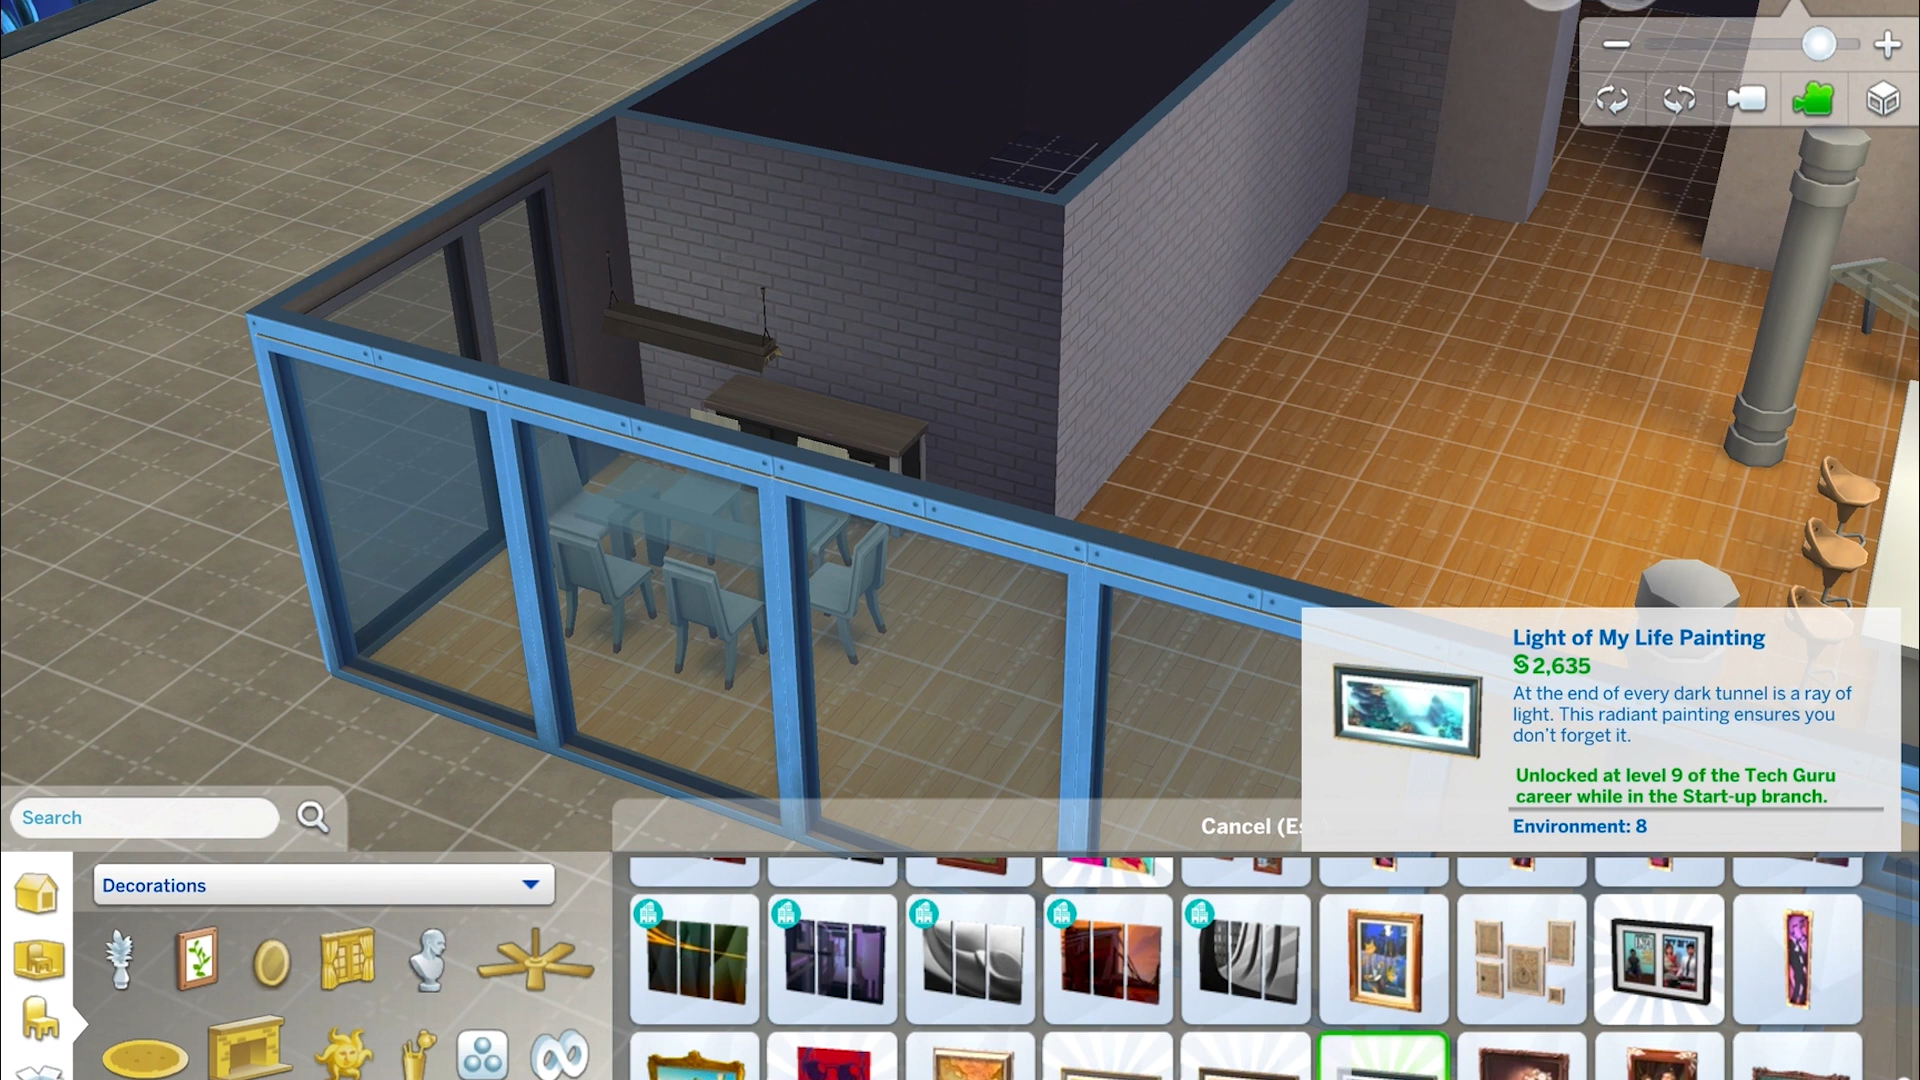 Light of My Life Painting
§2,635
At the end of every dark tunnel is a ray of
light. This radiant painting ensures you
don't forget it.
Unlocked at level 9 of the Tech Guru
career while in the Start-up branch.
Environment: 8
Search
Cancel (Es
Decorations